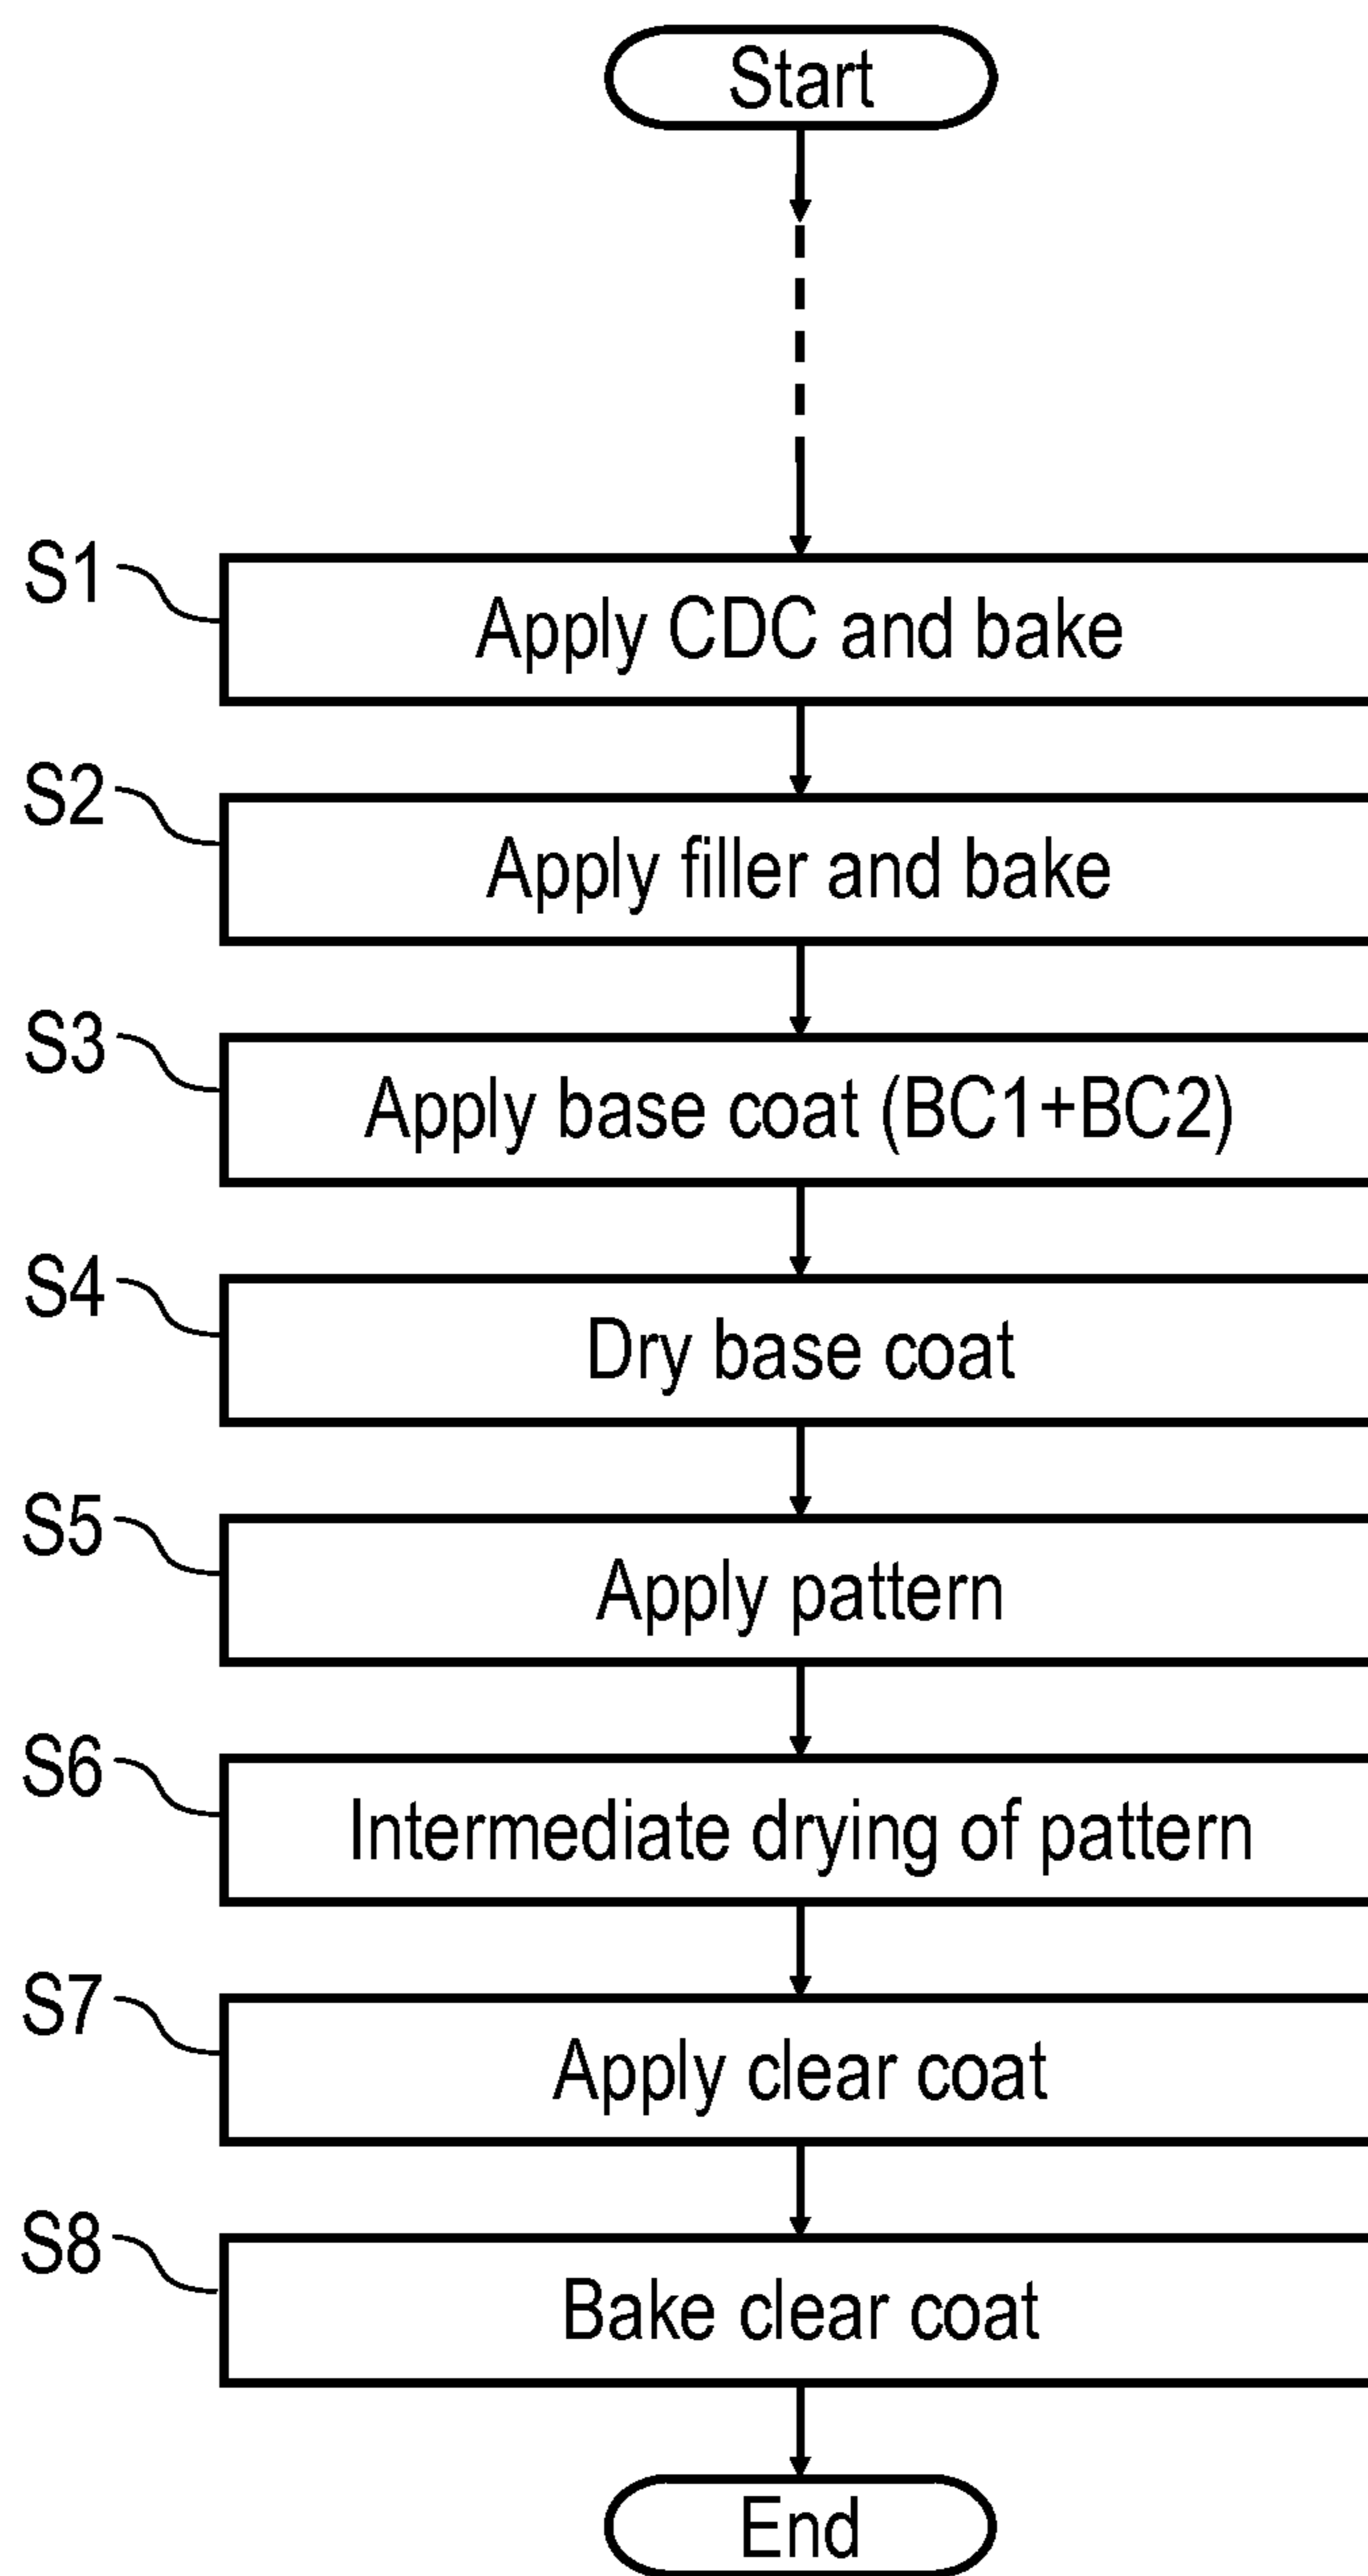 Start
S1
Apply CDC and bake
S2
Apply filler and bake
S3
Apply base coat (BC1+BC2)
S4
Dry base coat
S5
Apply pattern
S6
Intermediate drying of pattern
S7
Apply clear coat
S8
Bake clear coat
End